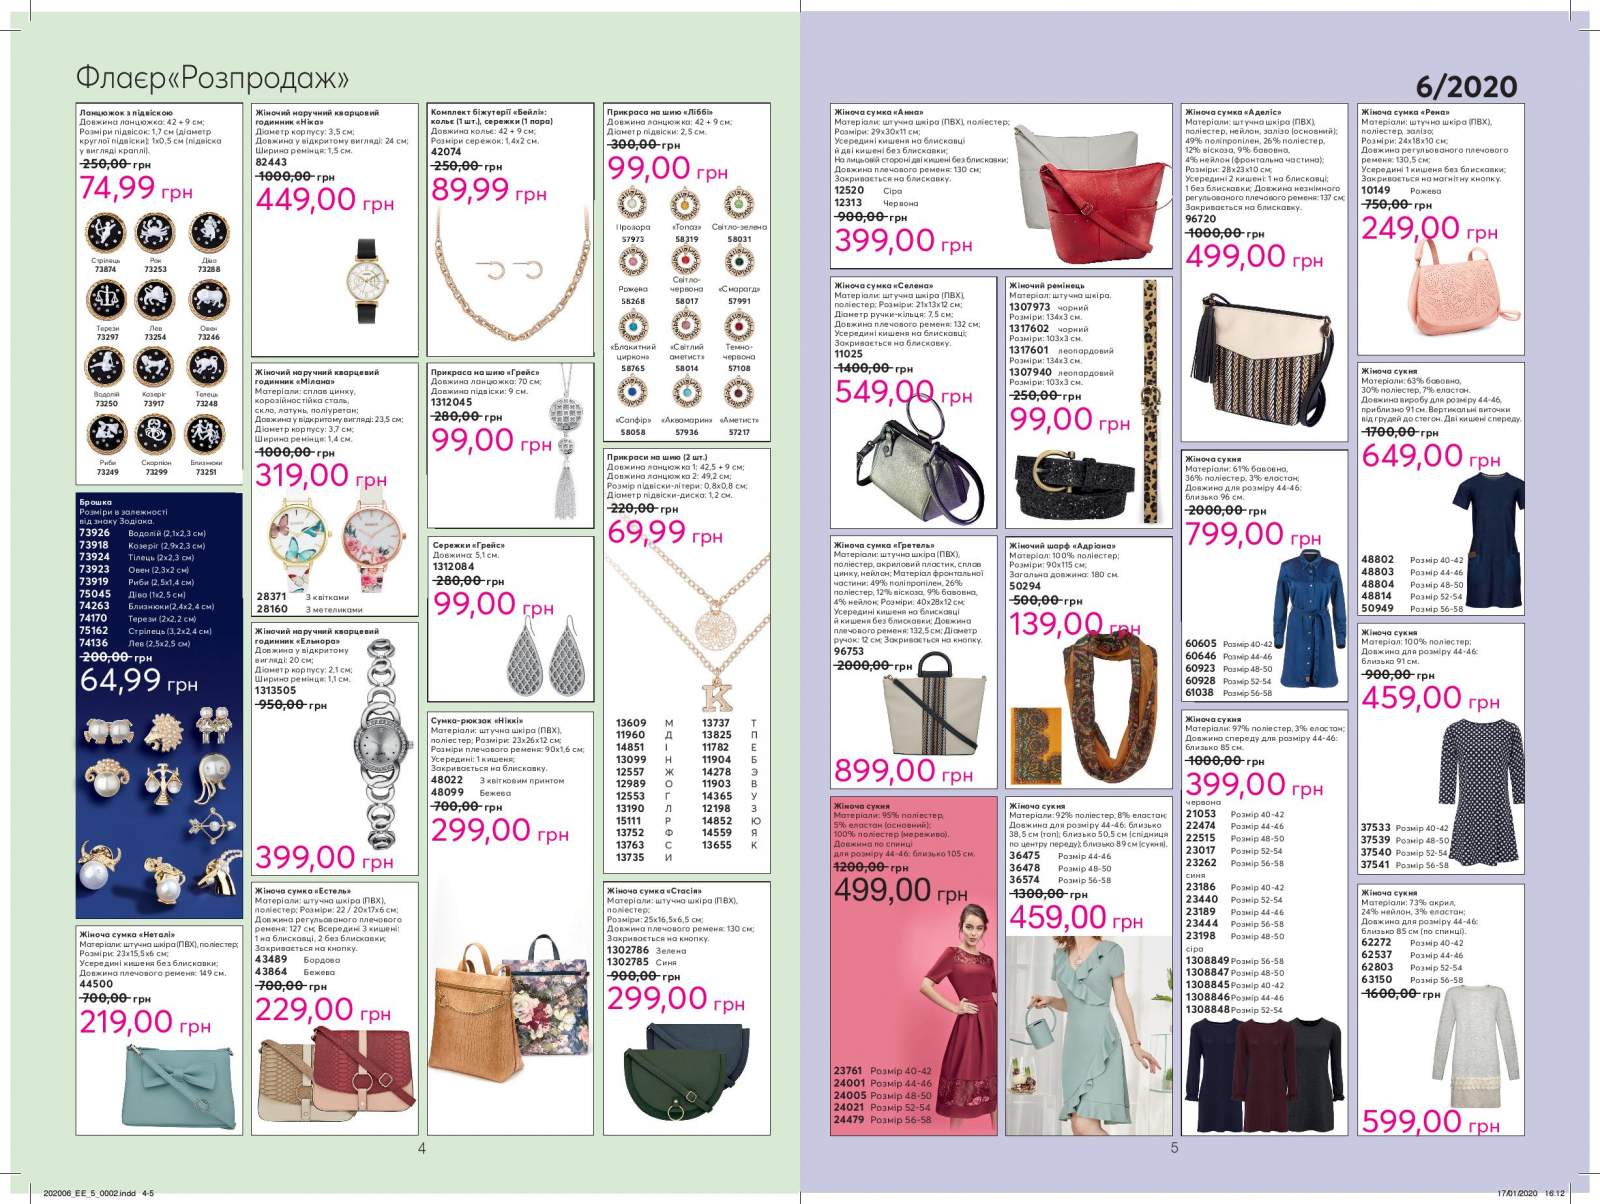 Флаєр«Розпродаж»
6/2020
Ланцюжок з підвіскою
Довжина ланцюжка: 42 + 9 см;
Розміри підвісок: 1,7 см (діаметр
круглої підвіски); 1х0,5 см (підвіска
у вигляді краплі).
250,00 грн
74,99 грн
Стрілець
73874
Рак
73253
Діва
73288
Терези
73297
Лев
73254
Овен
73246
Водолій
73250
Козеріг
73917
Телець
73248
Риби
73249
Скорпіон
73299
Близнюки
73251
Брошка
Розміри в залежності
від знаку Зодіака.
73926 Водолій (2,1х2,3 см)
73918 Козеріг (2,9х2,3 см)
73924 Тілець (2х2,3 см)
73923 Овен (2,3х2 см)
73919 Риби (2,5х1,4 см)
75045 Діва (1х2,5 см)
74263 Близнюки(2,4х2,4 см)
74170 Терези (2х2,2 см)
75162 Стрілець (3,2х2,4 см)
74136 Лев (2,5х2,5 см)
200,00 грн
64,99 грн
Жіноча сумка «Неталі»
Матеріали: штучна шкіра(ПВХ), поліестер;
Розміри: 23х15,5х6 см;
Усередині кишеня без блискавки;
Довжина плечового ременя: 149 см.
44500
700,00 грн
219,00 грн
Жіночий наручний кварцовий
годинник «Ніка»
Діаметр корпусу: 3,5 см;
Довжина у відкритому вигляді: 24 см;
Ширина ремінця: 1,5 см.
82443
1000,00 грн
449,00 грн
Жіночий наручний кварцевий
годинник «Мілана»
Матеріали: сплав цинку,
корозійностійка сталь,
скло, латунь, поліуретан;
Довжина у відкритому вигляді: 23,5 см;
Діаметр корпусу: 3,7 см;
Ширина ремінця: 1,4 см.
1000,00 грн
319,00 грн
28371 З квітками
28160 З метеликами
Жіночий наручний кварцевий
годинник «Ельнора»
Довжина у відкритому
вигляді: 20 см;
Діаметр корпусу: 2,1 см;
Ширина ремінця: 1,1 см.
1313505
950,00 грн
399,00 грн
Жіноча сумка «Естель»
Матеріали: штучна шкіра (ПВХ),
поліестер; Розміри: 22 / 20х17х6 см;
Довжина регульованого плечового
ременя: 127 см; Всередині 3 кишені:
1 на блискавці, 2 без блискавки;
Закривається на кнопку.
43489 Бордова
43864 Бежева
700,00 грн
229,00 грн
Комплект біжутерії «Бейлі»:
кольє (1 шт.), сережки (1 пара)
Довжина кольє: 42 + 9 см;
Розміри сережок: 1,4х2 см.
42074
250,00 грн
89,99 грн
Прикраса на шию «Грейс»
Довжина ланцюжка: 70 см;
Довжина підвіски: 9 см.
1312045
280,00 грн
99,00 грн
Сережки «Грейс»
Довжина: 5,1 см.
1312084
280,00 грн
99,00 грн
Сумка-рюкзак «Ніккі»
Матеріали: штучна шкіра (ПВХ),
поліестер; Розміри: 23х26х12 см;
Розміри плечового ременя: 90х1,6 см;
Усередині: 1 кишеня;
Закривається на блискавку.
48022 З квітковим принтом
48099 Бежева
700,00 грн
299,00 грн
Прикраса на шию «Ліббі»
Довжина ланцюжка: 42 + 9 см;
Діаметр підвіски: 2,5 см.
300,00 грн
99,00 грн
Прозора
57973
«Топаз»
58319
Світло-зелена
58031
Рожева
58268
Світло-
червона
58017
«Смарагд»
57991
«Блакитний
циркон»
58765
«Світлий
аметист»
58014
Темно-
червона
57108
«Сапфір»
58058
«Аквамарин»
57936
«Аметист»
57217
Прикраси на шию (2 шт.)
Довжина ланцюжка 1: 42,5 + 9 см;
Довжина ланцюжка 2: 49,2 см;
Розмір підвіски-літери: 0,8х0,8 см;
Діаметр підвіски-диска: 1,2 см.
220,00 грн
69,99 грн
13609 М 13737 Т
11960 Д 13825 П
14851 І 11782 Е
13099 Н 11904 Б
12557 Ж 14278 Э
12989 О 11903 В
12553 Г 14365 У
13190 Л 12198 З
15111 Р 14852 Ю
13752 Ф 14559 Я
13763 С 13655 К
13735 И
Жіноча сумка «Стасія»
Матеріали: штучна шкіра (ПВХ),
поліестер;
Розміри: 25х16,5х6,5 см;
Довжина плечового ременя: 130 см;
Закривається на кнопку.
1302786 Зелена
1302785 Синя
900,00 грн
299,00 грн
4
Жіноча сумка «Анна»
Матеріали: штучна шкіра (ПВХ), поліестер;
Розміри: 29х30х11 см;
Усередині кишеня на блискавці
й дві кишені без блискавки;
На лицьовій стороні дві кишені без блискавки;
Довжина плечового ременя: 130 см;
Закривається на блискавку.
12520 Сіра
12313 Червона
900,00 грн
399,00 грн
Жіноча сумка «Селена»
Матеріали: штучна шкіра (ПВХ),
поліестер; Розміри: 21х13х12 см;
Діаметр ручки-кільця: 7,5 см;
Довжина плечового ременя: 132 см;
Усередині кишеня на блискавці;
Закривається на блискавку.
11025
1400,00 грн
549,00 грн
Жіночий ремінець
Матеріал: штучна шкіра.
1307973 чорний
Розміри: 134х3 см.
1317602 чорний
Розміри: 103х3 см.
1317601 леопардовий
Розміри: 134х3 см.
1307940 леопардовий
Розміри: 103х3 см.
250,00 грн
99,00 грн
Жіноча сумка «Гретель»
Матеріали: штучна шкіра (ПВХ),
поліестер, акриловий пластик, сплав
цинку, нейлон; Матеріал фронтальної
частини: 49% поліпропілен, 26%
поліестер, 12% віскоза, 9% бавовна,
4% нейлон; Розміри: 40х28х12 см;
Усередині кишеня на блискавці
й кишеня без блискавки; Довжина
плечового ременя: 132,5 см; Діаметр
ручок: 12 см; Закривається на кнопку.
96753
2000,00 грн
899,00 грн
Жіночий шарф «Адріана»
Матеріал: 100% поліестер;
Розміри: 90х115 см;
Загальна довжина: 180 см.
50294
500,00 грн
139,00 грн
Жіноча сукня
Матеріали: 95% поліестер,
5% еластан (основний);
100% поліестер (мереживо).
Довжина по спинці
для розміру 44-46: близько 105 см.
1200,00 грн
499,00 грн
23761 Розмір 40-42
24001 Розмір 44-46
24005 Розмір 48-50
24021 Розмір 52-54
24479 Розмір 56-58
Жіноча сукня
Матеріали: 92% поліестер, 8% еластан;
Довжина для розміру 44-46: близько
38,5 см (топ); близько 50,5 см (спідниця
по центру переду); близько 89 см (сукня).
36475 Розмір 44-46
36478 Розмір 48-50
36574 Розмір 56-58
1300,00 грн
459,00 грн
Жіноча сумка «Аделіс»
Матеріали: штучна шкіра (ПВХ),
поліестер, нейлон, залізо (основний);
49% поліпропілен, 26% поліестер,
12% віскоза, 9% бавовна,
4% нейлон (фронтальна частина);
Розміри: 28х23х10 см;
Усередині 2 кишені: 1 на блискавці;
1 без блискавки; Довжина незнімного
регульованого плечового ременя: 137 см;
Закривається на блискавку.
96720
1000,00 грн
499,00 грн
Жіноча сукня
Матеріали: 61% бавовна,
36% поліестер, 3% еластан;
Довжина для розміру 44-46:
близько 96 см.
2000,00 грн
799,00 грн
60605 Розмір 40-42
60646 Розмір 44-46
60923 Розмір 48-50
60928 Розмір 52-54
61038 Розмір 56-58
Жіноча сукня
Матеріали: 97% поліестер, 3% еластан;
Довжина спереду для розміру 44-46:
близько 85 см.
1000,00 грн
399,00 грн
червона
21053 Розмір 40-42
22474 Розмір 44-46
22515 Розмір 48-50
23017 Розмір 52-54
23262 Розмір 56-58
синя
23186 Розмір 40-42
23440 Розмір 52-54
23189 Розмір 44-46
23444 Розмір 56-58
23198 Розмір 48-50
сіра
1308849 Розмір 56-58
1308847 Розмір 48-50
1308845 Розмір 40-42
1308846 Розмір 44-46
1308848 Розмір 52-54
Жіноча сумка «Рена»
Матеріали: штучна шкіра (ПВХ),
поліестер, залізо;
Розміри: 24х18х10 см;
Довжина регульованого плечового
ременя: 130,5 см;
Усередині 1 кишеня без блискавки;
Закривається на магнітну кнопку.
10149 Рожева
750,00 грн
249,00 грн
Жіноча сукня
Матеріали: 63% бавовна,
30% поліестер, 7% еластан.
Довжина виробу для розміру 44-46,
приблизно 91 см. Вертикальні виточки
від грудей до стегон. Дві кишені спереду.
1700,00 грн
649,00 грн
48802 Розмір 40-42
48803 Розмір 44-46
48804 Розмір 48-50
48814 Розмір 52-54
50949 Розмір 56-58
Жіноча сукня
Матеріал: 100% поліестер;
Довжина для розміру 44-46:
близько 91 см.
900,00 грн
459,00 грн
37533 Розмір 40-42
37539 Розмір 48-50
37540 Розмір 52-54
37541 Розмір 56-58
Жіноча сукня
Матеріали: 73% акрил,
24% нейлон, 3% еластан;
Довжина для розміру 44-46:
близько 85 см (по спинці).
62272 Розмір 40-42
62537 Розмір 44-46
62803 Розмір 52-54
63150 Розмір 56-58
1600,00 грн
599,00 грн
5
202006_EE_5_0002.indd 4-5
17/01/2020 16:12